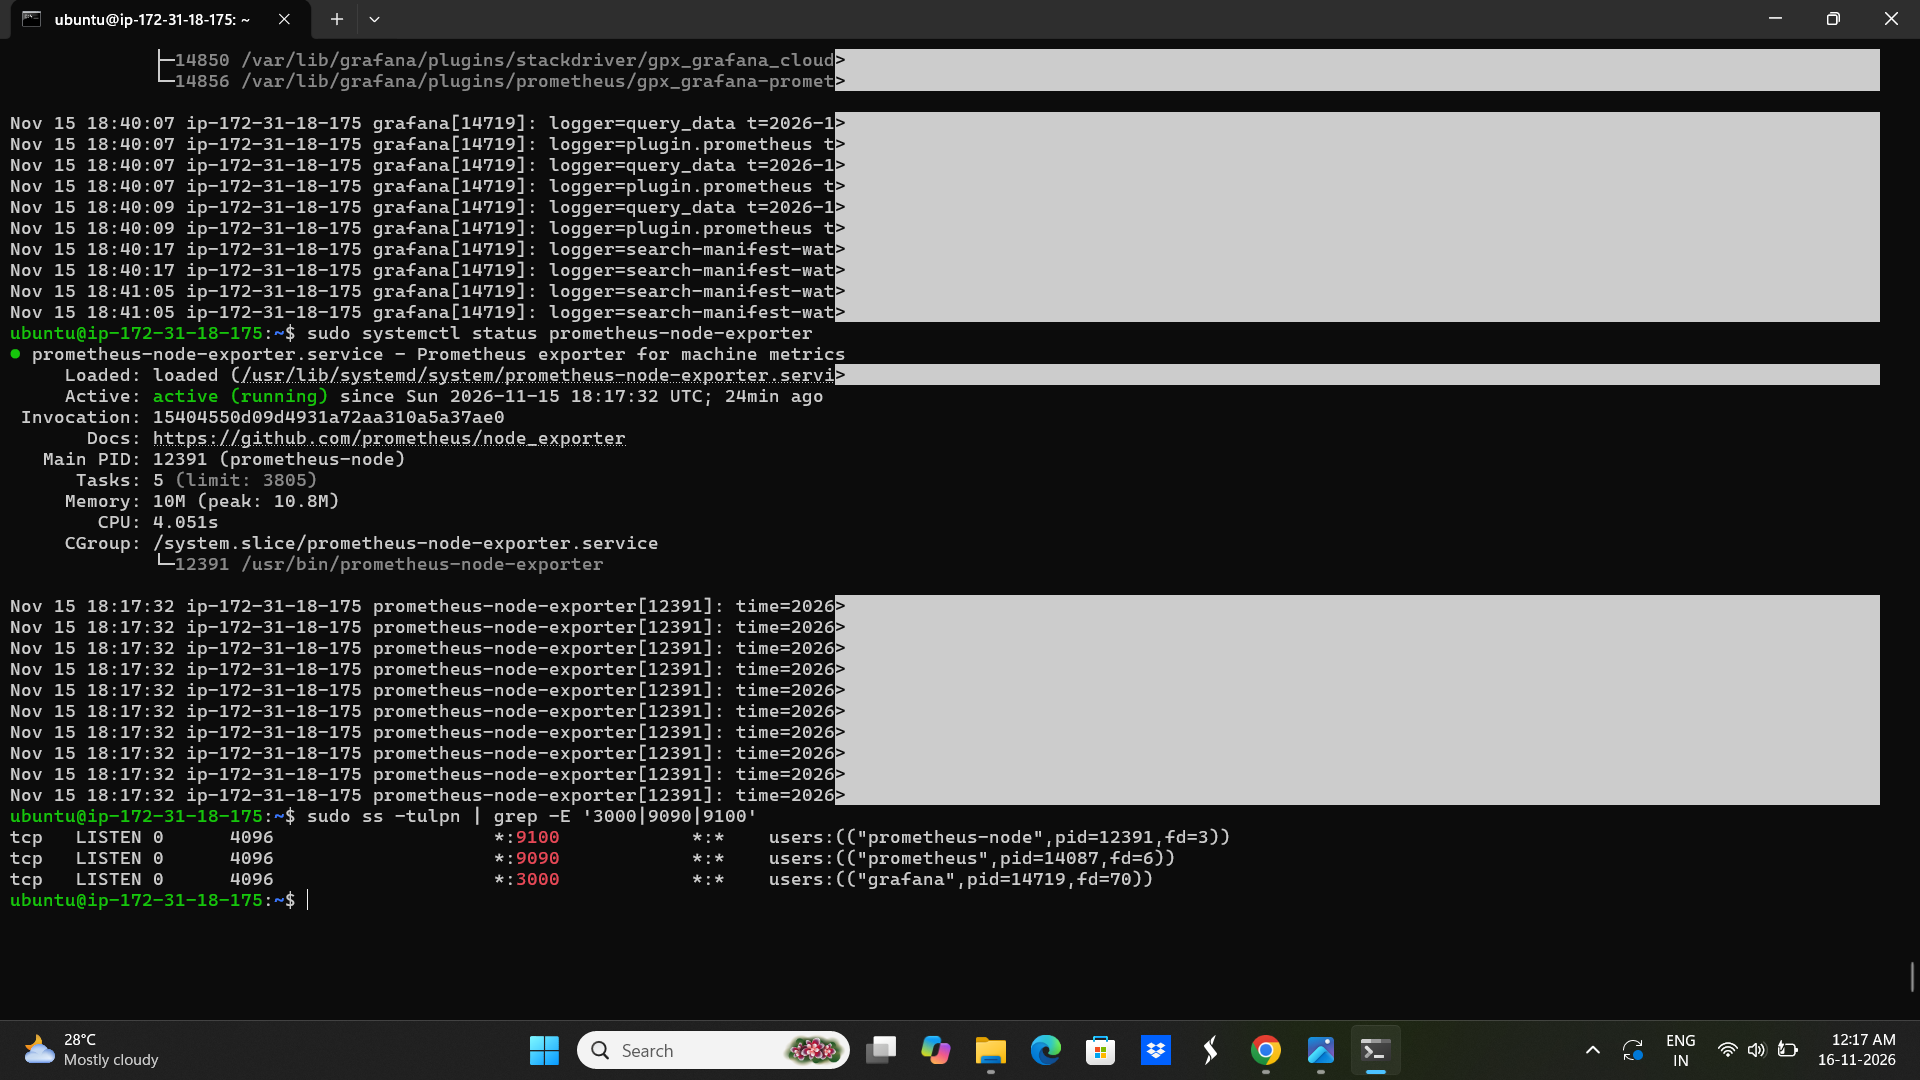 ubuntu@ip-172-31-18-175: ~
├─14850 /var/lib/grafana/plugins/stackdriver/gpx_grafana_cloud>
└─14856 /var/lib/grafana/plugins/prometheus/gpx_grafana-promet>
Nov 15 18:40:07 ip-172-31-18-175 grafana[14719]: logger=query_data t=2026-1>
Nov 15 18:40:07 ip-172-31-18-175 grafana[14719]: logger=plugin.prometheus t>
Nov 15 18:40:07 ip-172-31-18-175 grafana[14719]: logger=query_data t=2026-1>
Nov 15 18:40:07 ip-172-31-18-175 grafana[14719]: logger=plugin.prometheus t>
Nov 15 18:40:09 ip-172-31-18-175 grafana[14719]: logger=query_data t=2026-1>
Nov 15 18:40:09 ip-172-31-18-175 grafana[14719]: logger=plugin.prometheus t>
Nov 15 18:40:17 ip-172-31-18-175 grafana[14719]: logger=search-manifest-wat>
Nov 15 18:40:17 ip-172-31-18-175 grafana[14719]: logger=search-manifest-wat>
Nov 15 18:41:05 ip-172-31-18-175 grafana[14719]: logger=search-manifest-wat>
Nov 15 18:41:05 ip-172-31-18-175 grafana[14719]: logger=search-manifest-wat>
ubuntu@ip-172-31-18-175:~$ sudo systemctl status prometheus-node-exporter
● prometheus-node-exporter.service - Prometheus exporter for machine metrics
Loaded: loaded (/usr/lib/systemd/system/prometheus-node-exporter.servi>
Active: active (running) since Sun 2026-11-15 18:17:32 UTC; 24min ago
Invocation: 15404550d09d4931a72aa310a5a37ae0
Docs: https://github.com/prometheus/node_exporter
Main PID: 12391 (prometheus-node)
Tasks: 5 (limit: 3805)
Memory: 10M (peak: 10.8M)
CPU: 4.051s
CGroup: /system.slice/prometheus-node-exporter.service
└─12391 /usr/bin/prometheus-node-exporter
Nov 15 18:17:32 ip-172-31-18-175 prometheus-node-exporter[12391]: time=2026>
Nov 15 18:17:32 ip-172-31-18-175 prometheus-node-exporter[12391]: time=2026>
Nov 15 18:17:32 ip-172-31-18-175 prometheus-node-exporter[12391]: time=2026>
Nov 15 18:17:32 ip-172-31-18-175 prometheus-node-exporter[12391]: time=2026>
Nov 15 18:17:32 ip-172-31-18-175 prometheus-node-exporter[12391]: time=2026>
Nov 15 18:17:32 ip-172-31-18-175 prometheus-node-exporter[12391]: time=2026>
Nov 15 18:17:32 ip-172-31-18-175 prometheus-node-exporter[12391]: time=2026>
Nov 15 18:17:32 ip-172-31-18-175 prometheus-node-exporter[12391]: time=2026>
Nov 15 18:17:32 ip-172-31-18-175 prometheus-node-exporter[12391]: time=2026>
Nov 15 18:17:32 ip-172-31-18-175 prometheus-node-exporter[12391]: time=2026>
ubuntu@ip-172-31-18-175:~$ sudo ss -tulpn | grep -E '3000|9090|9100'
tcp LISTEN 0 4096 *:9100 *:* users:(("prometheus-node",pid=12391,fd=3))
tcp LISTEN 0 4096 *:9090 *:* users:(("prometheus",pid=14087,fd=6))
tcp LISTEN 0 4096 *:3000 *:* users:(("grafana",pid=14719,fd=70))
ubuntu@ip-172-31-18-175:~$
28°C
Mostly cloudy
Search
ENG
IN
12:17 AM
16-11-2026